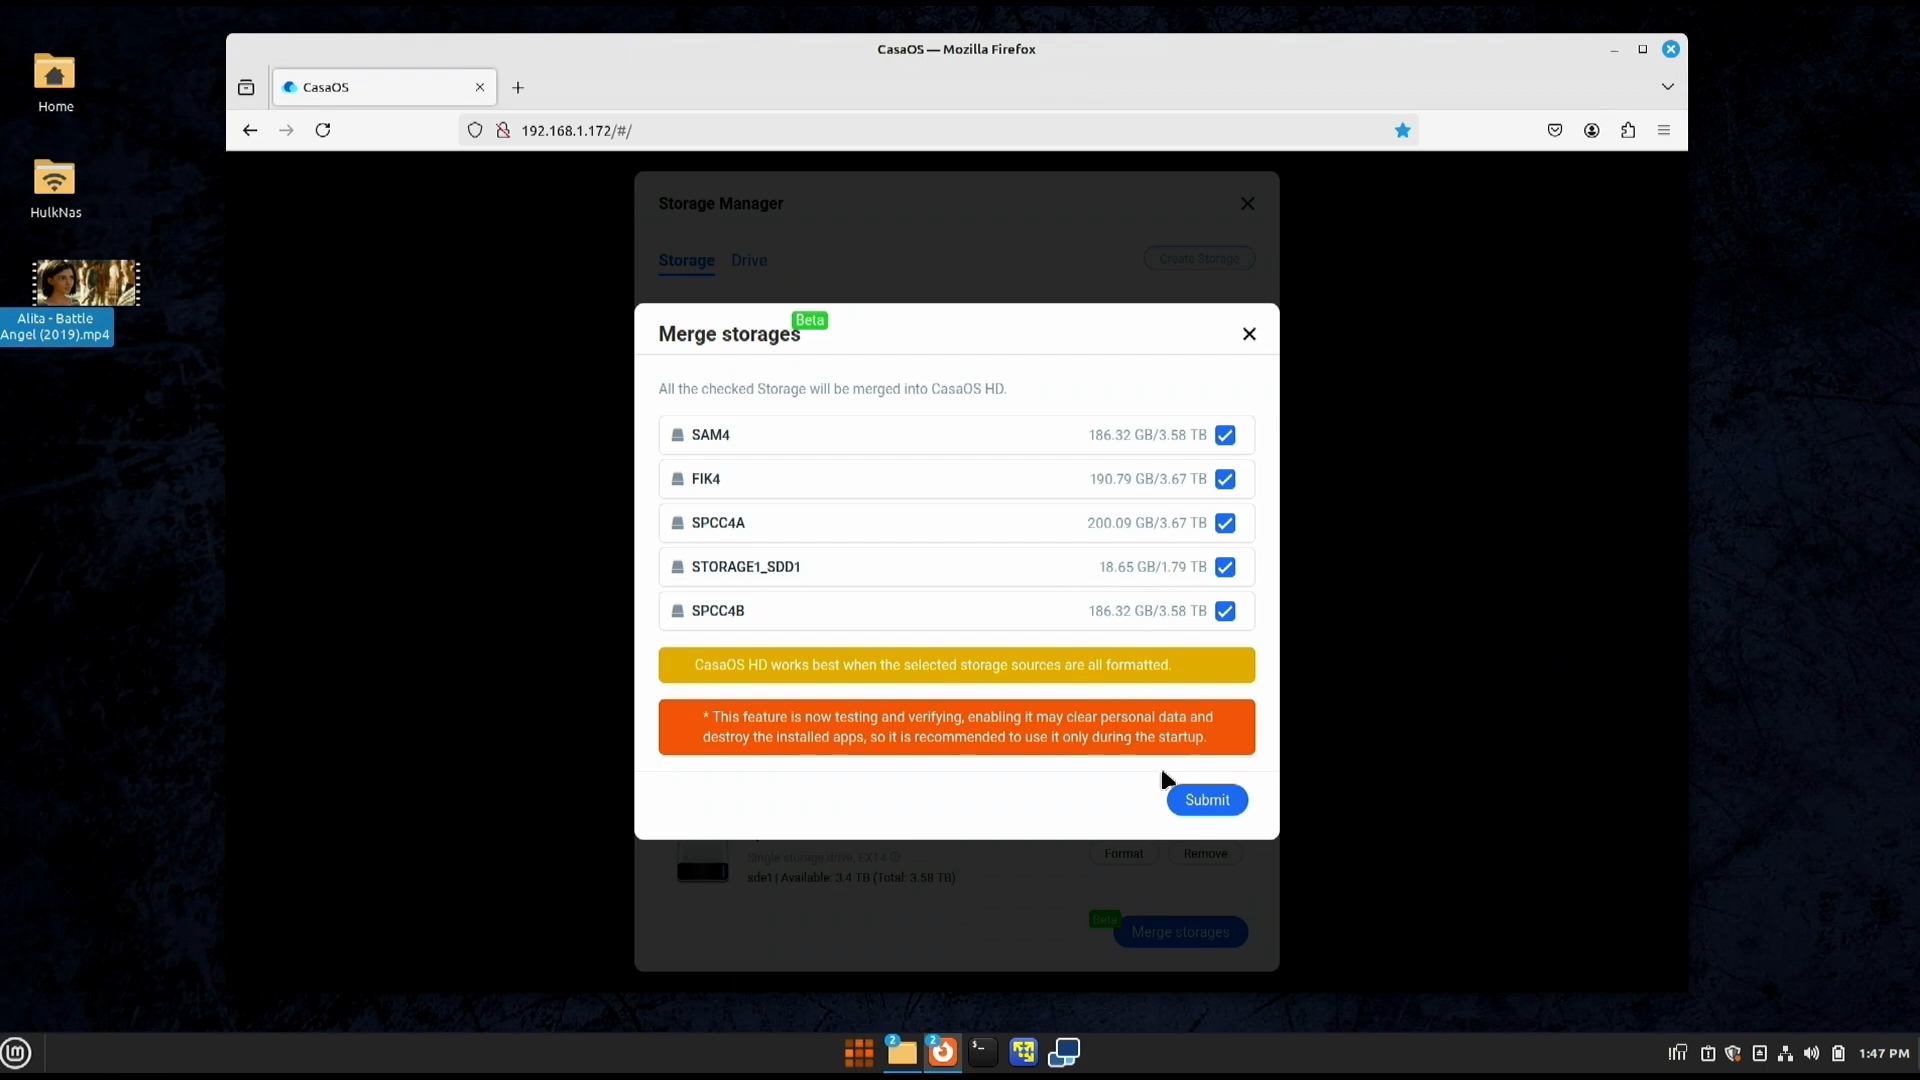 CasaOS — Mozilla Firefox
CasaOS
192.168.1.172/#/
Home
HulkNas
Alita - Battle
Angel (2019).mp4
Storage Manager
Storage Drive Create Storage
Merge storages Beta
All the checked Storage will be merged into CasaOS HD.
SAM4 186.32 GB/3.58 TB
FIK4 190.79 GB/3.67 TB
SPCC4A 200.09 GB/3.67 TB
STORAGE1_SDD1 18.65 GB/1.79 TB
SPCC4B 186.32 GB/3.58 TB
CasaOS HD works best when the selected storage sources are all formatted.
* This feature is now testing and verifying, enabling it may clear personal data and
destroy the installed apps, so it is recommended to use it only during the startup.
Submit
Single storage drive, EXT4 Format Remove
sde1 | Available: 3.4 TB (Total: 3.58 TB)
Beta
Merge storages
2 2
1:47 PM